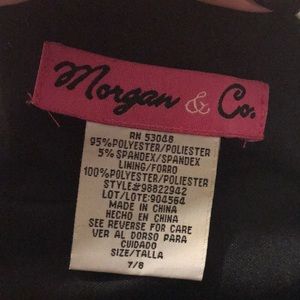 Morgan & Co.
RN 53048
95%POLYESTER/POLIESTER
5% SPANDEX/SPANDEX
LINING/FORRO
100%POLYESTER/POLIESTER
STYLE#98822942
LOT/LOTE:904564
MADE IN CHINA
HECHO EN CHINA
SEE REVERSE FOR CARE
VER AL DORSO PARA
CUIDADO
SIZE/TALLA
7/8